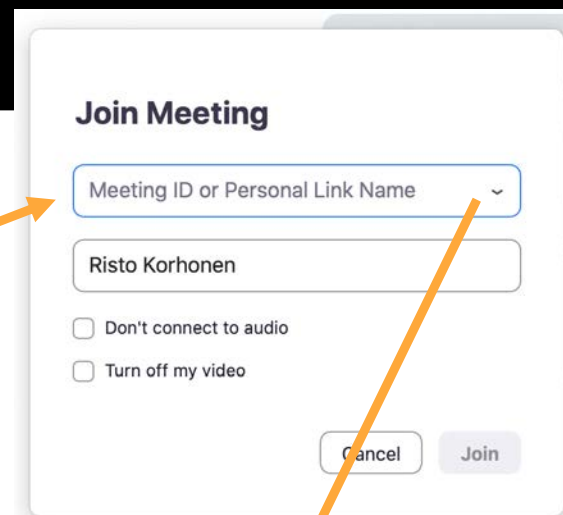 Join Meeting
Meeting ID or Personal Link Name
Risto Korhonen
Don't connect to audio
Turn off my video
Cancel Join